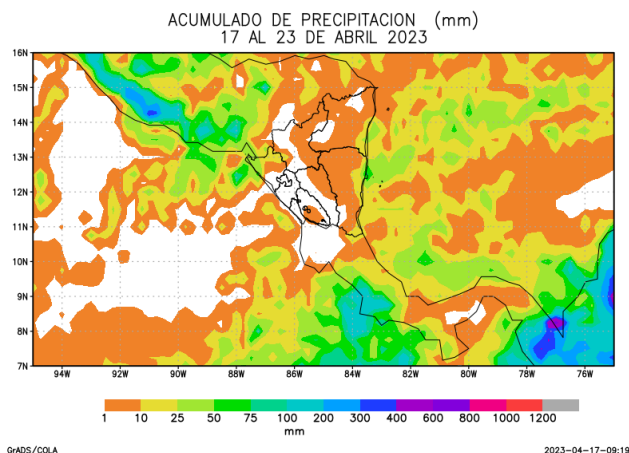 ACUMULADO DE PRECIPITACION (mm)
17 AL 23 DE ABRIL 2023
16N
15N
14N
13N
12N
11N
10N
9N
8N
7N
94W 92W 90W 88W 86W 84W 82W 80W 78W 76W
1 10 25 50 75 100 200 300 400 600 800 1000 1200
mm
GrADS/COLA 2023-04-17-09:19